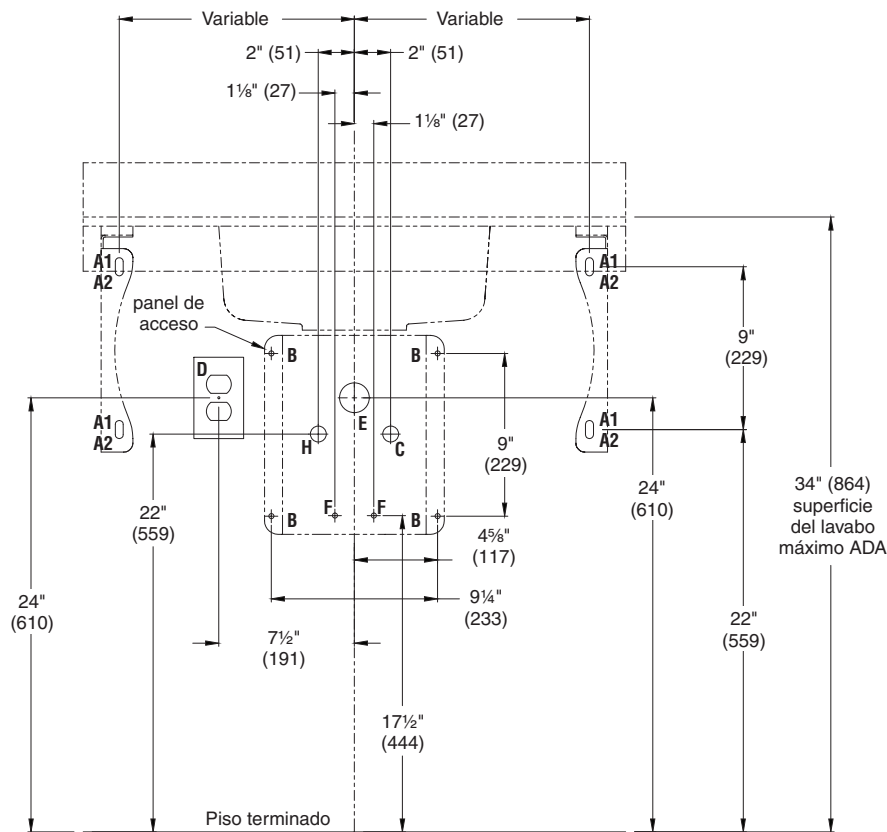 Variable
Variable
2" (51)
2" (51)
1⅛" (27)
1⅛" (27)
A1
A2
A1
A2
panel de
acceso
B
B
9"
(229)
D
E
A1
A2
A1
A2
H
C
9"
(229)
34" (864)
superficie
del lavabo
máximo ADA
24"
(610)
22"
(559)
B
F
F
B
4⅝"
(117)
24"
(610)
9¼"
(233)
22"
(559)
7½"
(191)
17½"
(444)
Piso terminado